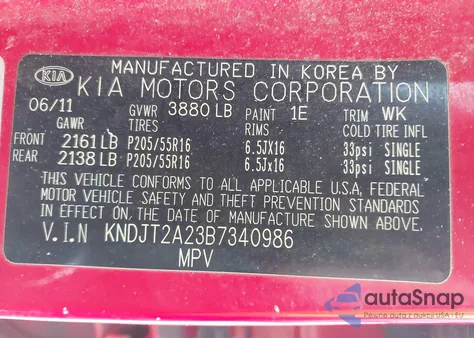 MANUFACTURED IN KOREA BY
KIA KIA MOTORS CORPORATION
06/11 GVWR 3880 LB PAINT 1E TRIM WK
GAWR TIRES RIMS COLD TIRE INFL
FRONT 2161 LB P205/55R16 6.5JX16 33psi SINGLE
REAR 2138 LB P205/55R16 6.5Jx16 33psi SINGLE
THIS VEHICLE CONFORMS TO ALL APPLICABLE U.S.A, FEDERAL
MOTOR VEHICLE SAFETY AND THEFT PREVENTION STANDARDS
IN EFFECT ON THE DATE OF MANUFACTURE SHOWN ABOVE.
V.I.N KNDJT2A23B7340986
MPV
autaSnap